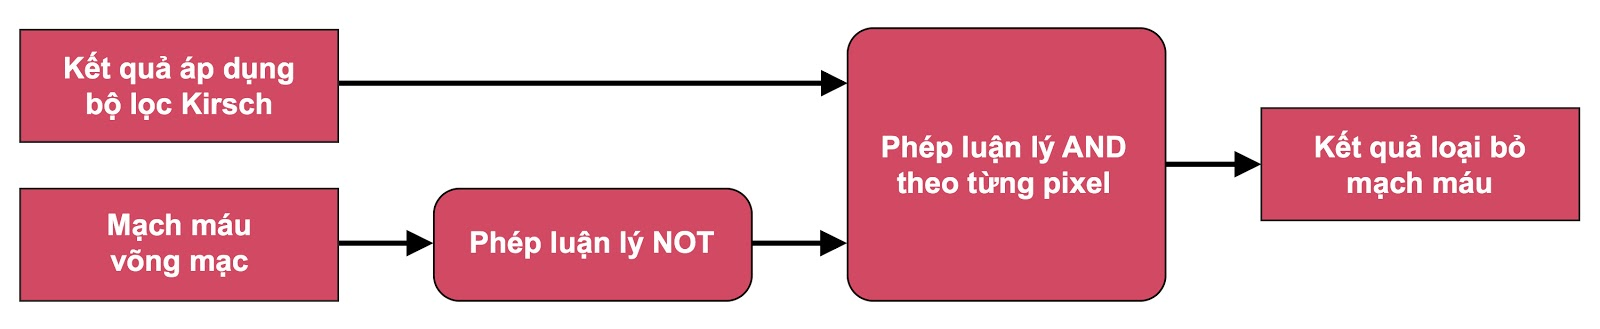 Kết quả áp dụng
bộ lọc Kirsch
Mạch máu
võng mạc
Phép luận lý NOT
Phép luận lý AND
theo từng pixel
Kết quả loại bỏ
mạch máu